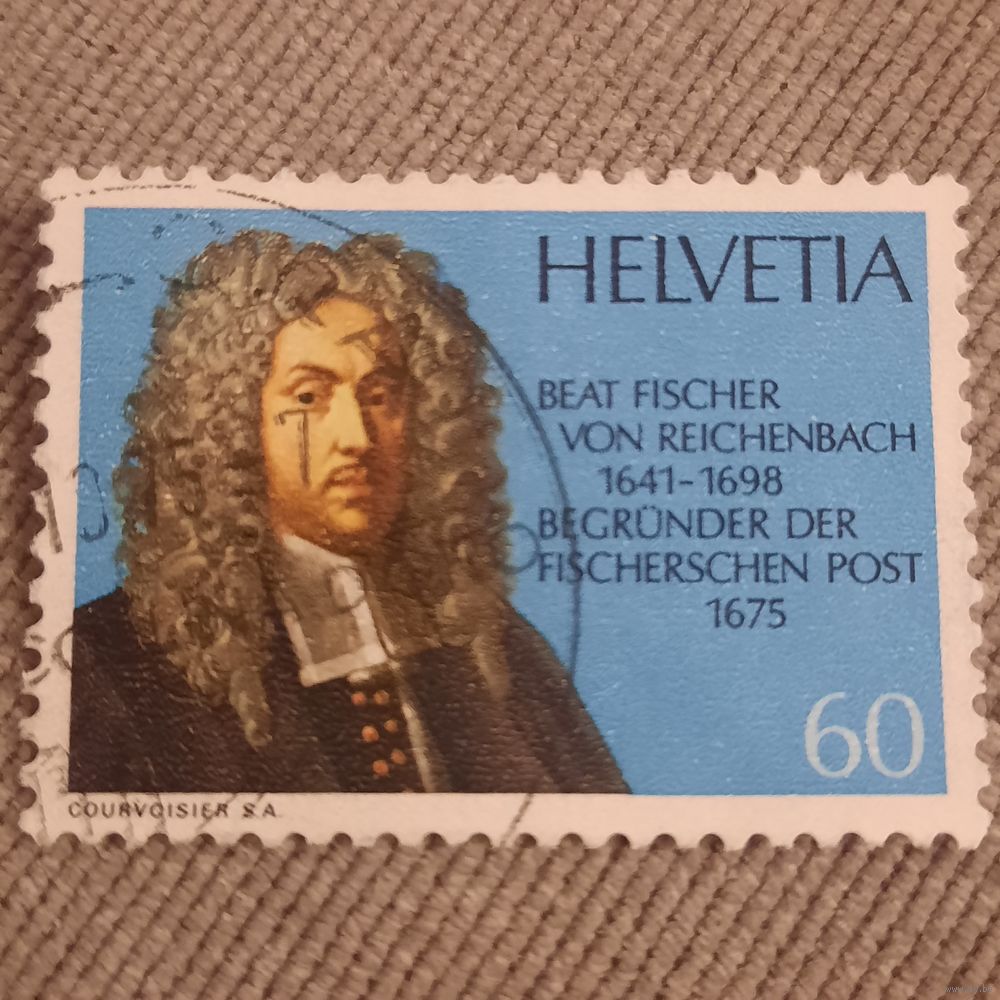 HELVETIA
BEAT FISCHER
VON REICHENBACH
1641-1698
BEGRÜNDER DER
FISCHERSCHEN POST
1675
60
COURVOISIER S.A.